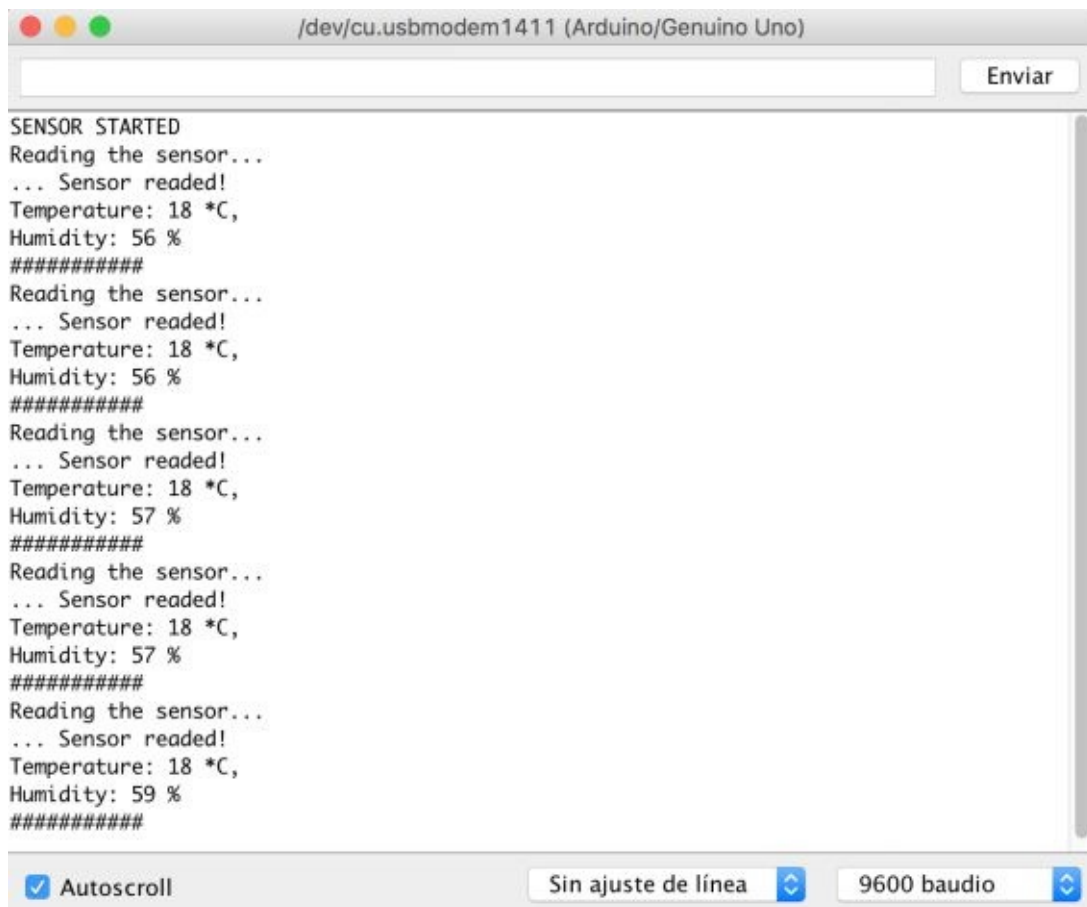 /dev/cu.usbmodem1411 (Arduino/Genuino Uno)
Enviar
SENSOR STARTED
Reading the sensor...
... Sensor readed!
Temperature: 18 *C,
Humidity: 56 %
###########
Reading the sensor...
... Sensor readed!
Temperature: 18 *C,
Humidity: 56 %
###########
Reading the sensor...
... Sensor readed!
Temperature: 18 *C,
Humidity: 57 %
###########
Reading the sensor...
... Sensor readed!
Temperature: 18 *C,
Humidity: 57 %
###########
Reading the sensor...
... Sensor readed!
Temperature: 18 *C,
Humidity: 59 %
###########
Autoscroll Sin ajuste de línea 9600 baudio